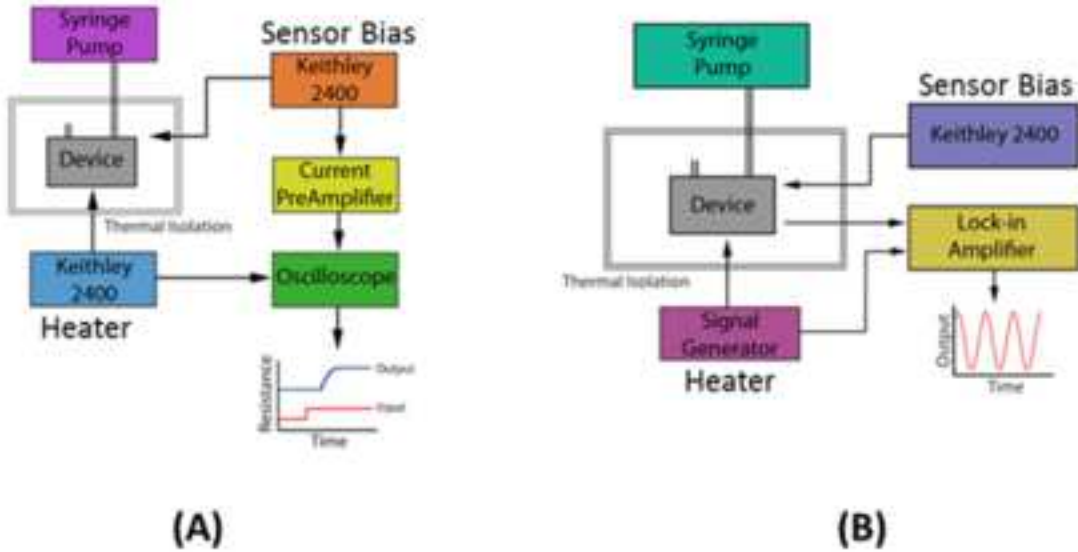 Syringe
Pump
Sensor Bias
Keithley
2400
Device
Current
PreAmplifier
Thermal Isolation
Keithley
2400
Heater
Oscilloscope
Resistance
Output
Input
Time
(A)
Syringe
Pump
Sensor Bias
Keithley 2400
Device
Lock-in
Amplifier
Thermal Isolation
Signal
Generator
Heater
Output
Time
(B)